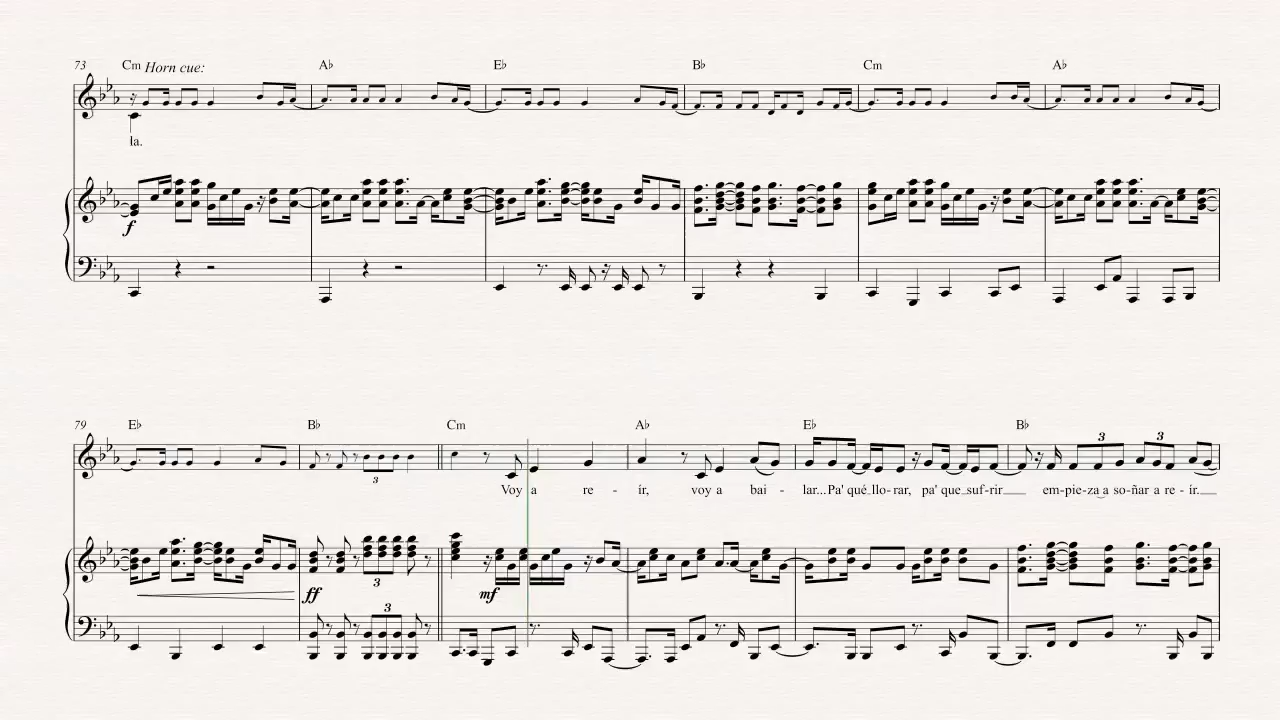 73 Cm Horn cue: A♭ E♭ B♭ Cm A♭
la.
f
79 E♭ B♭ Cm A♭ E♭ B♭
3 3 3
Voy a re - ír, voy a bai - lar... Pa' qué llo- rar, pa' que suf-rir em-pie-za a so-ñar a re - ir.
ff 3 mf
3